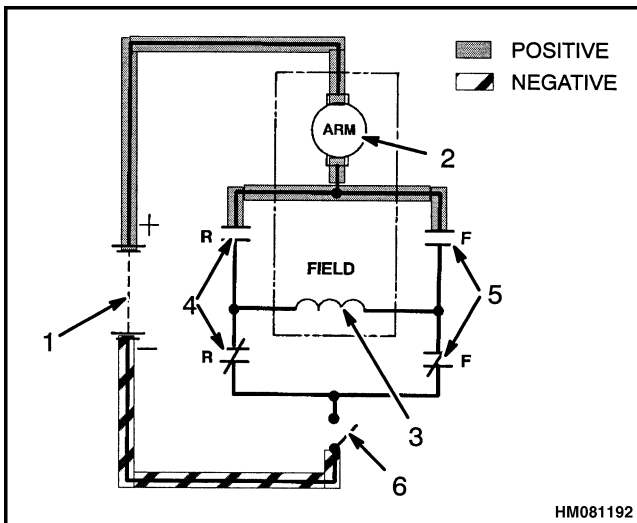 POSITIVE
NEGATIVE
ARM
2
+
R
F
FIELD
4
5
1
−
R
F
3
6
HM081192